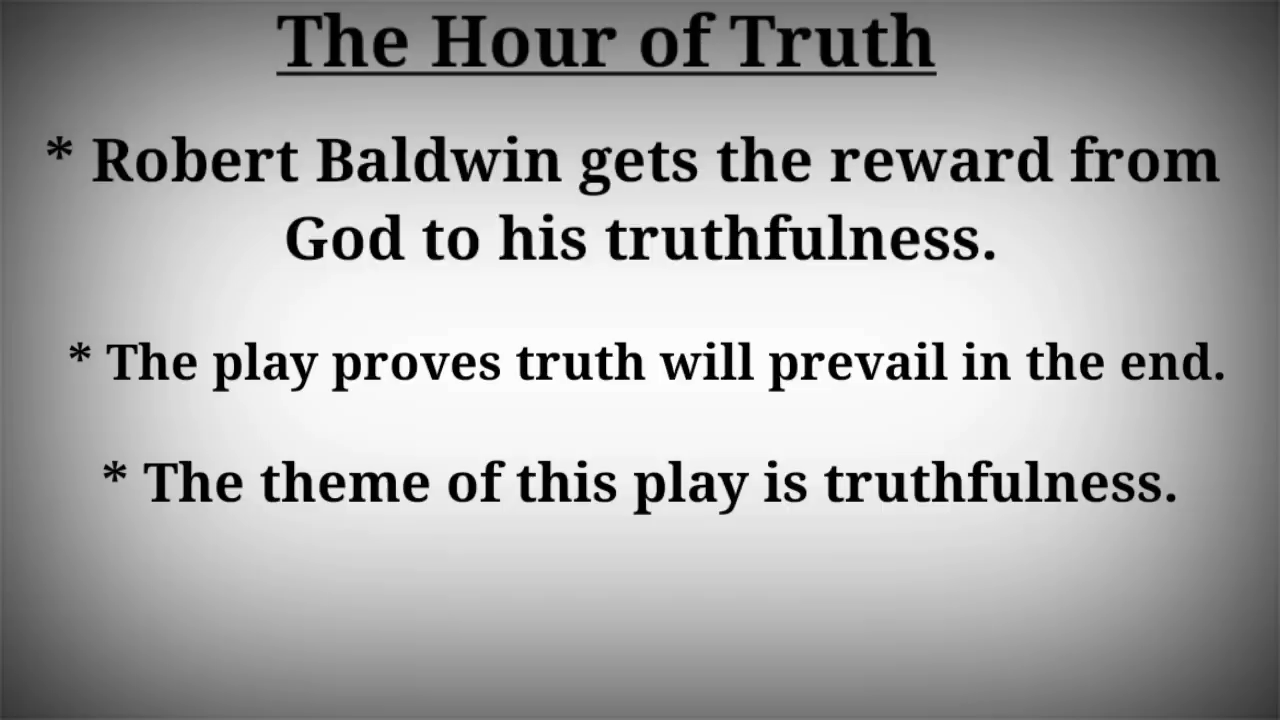 The Hour of Truth
* Robert Baldwin gets the reward from
God to his truthfulness.
* The play proves truth will prevail in the end.
* The theme of this play is truthfulness.